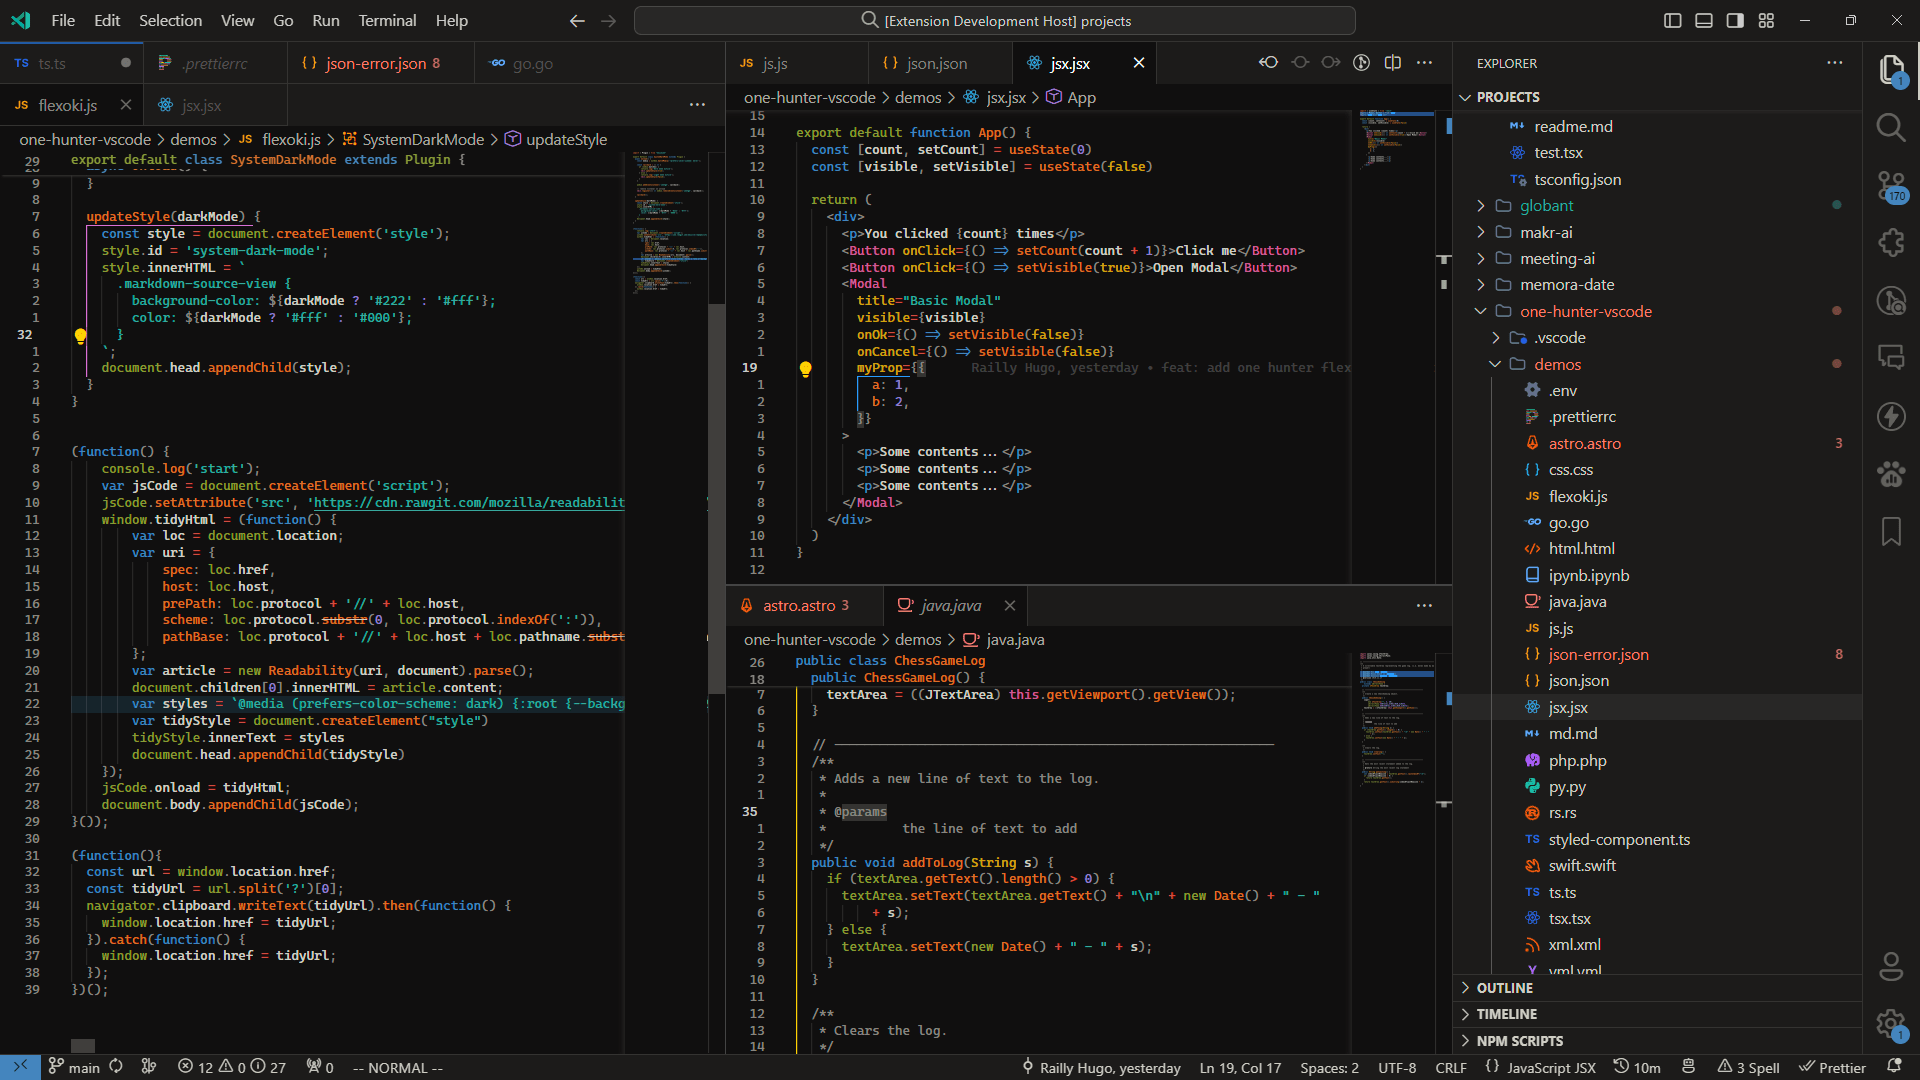 File Edit Selection View Go Run Terminal Help
[Extension Development Host] projects
TS ts.ts
.prettierrc
{ } json-error.json 8
go.go
JS flexoki.js
jsx.jsx
one-hunter-vscode > demos > JS flexoki.js > SystemDarkMode > updateStyle
29 export default class SystemDarkMode extends Plugin {
9 }
8
7 updateStyle(darkMode) {
6 const style = document.createElement('style');
5 style.id = 'system-dark-mode';
4 style.innerHTML = `
3 .markdown-source-view {
2 background-color: ${darkMode ? '#222' : '#fff'};
1 color: ${darkMode ? '#fff' : '#000'};
32 }
1 `;
2 document.head.appendChild(style);
3 }
4 }
5
6
7 (function() {
8 console.log('start');
9 var jsCode = document.createElement('script');
10 jsCode.setAttribute('src', 'https://cdn.rawgit.com/mozilla/readabilit
11 window.tidyHtml = (function() {
12 var loc = document.location;
13 var uri = {
14 spec: loc.href,
15 host: loc.host,
16 prePath: loc.protocol + '//' + loc.host,
17 scheme: loc.protocol.substr(0, loc.protocol.indexOf(':')),
18 pathBase: loc.protocol + '//' + loc.host + loc.pathname.subst
19 };
20 var article = new Readability(uri, document).parse();
21 document.children[0].innerHTML = article.content;
22 var styles = `@media (prefers-color-scheme: dark) {:root {--backg
23 var tidyStyle = document.createElement("style")
24 tidyStyle.innerText = styles
25 document.head.appendChild(tidyStyle)
26 });
27 jsCode.onload = tidyHtml;
28 document.body.appendChild(jsCode);
29 }());
30
31 (function(){
32 const url = window.location.href;
33 const tidyUrl = url.split('?')[0];
34 navigator.clipboard.writeText(tidyUrl).then(function() {
35 window.location.href = tidyUrl;
36 }).catch(function() {
37 window.location.href = tidyUrl;
38 });
39 })();
JS js.js
{ } json.json
jsx.jsx
one-hunter-vscode > demos > jsx.jsx > App
15
14 export default function App() {
13 const [count, setCount] = useState(0)
12 const [visible, setVisible] = useState(false)
11
10 return (
9 <div>
8 <p>You clicked {count} times</p>
7 <Button onClick={() => setCount(count + 1)}>Click me</Button>
6 <Button onClick={() => setVisible(true)}>Open Modal</Button>
5 <Modal
4 title="Basic Modal"
3 visible={visible}
2 onOk={() => setVisible(false)}
1 onCancel={() => setVisible(false)}
19 myProp={{ Railly Hugo, yesterday • feat: add one hunter flex
1 a: 1,
2 b: 2,
3 }}
4 >
5 <p>Some contents...</p>
6 <p>Some contents...</p>
7 <p>Some contents...</p>
8 </Modal>
9 </div>
10 )
11 }
12
astro.astro 3
java.java
one-hunter-vscode > demos > java.java
26 public class ChessGameLog
18 public ChessGameLog() {
7 textArea = ((JTextArea) this.getViewport().getView());
6 }
5
4 // ----------------------------------------------------------
3 /**
2 * Adds a new line of text to the log.
1 *
35 * @params
1 * the line of text to add
2 */
3 public void addToLog(String s) {
4 if (textArea.getText().length() > 0) {
5 textArea.setText(textArea.getText() + "\n" + new Date() + " - "
6 + s);
7 } else {
8 textArea.setText(new Date() + " - " + s);
9 }
10 }
11
12 /**
13 * Clears the log.
14 */
EXPLORER
PROJECTS
readme.md
test.tsx
tsconfig.json
globant
makr-ai
meeting-ai
memora-date
one-hunter-vscode
.vscode
demos
.env
.prettierrc
astro.astro 3
{ } css.css
JS flexoki.js
go.go
html.html
ipynb.ipynb
java.java
JS js.js
{ } json-error.json 8
{ } json.json
jsx.jsx
md.md
php.php
py.py
rs.rs
TS styled-component.ts
swift.swift
TS ts.ts
tsx.tsx
xml.xml
yml.yml
OUTLINE
TIMELINE
NPM SCRIPTS
1
170
1
main 12 0 27 0 -- NORMAL --
Railly Hugo, yesterday Ln 19, Col 17 Spaces: 2 UTF-8 CRLF { } JavaScript JSX 10m 3 Spell Prettier